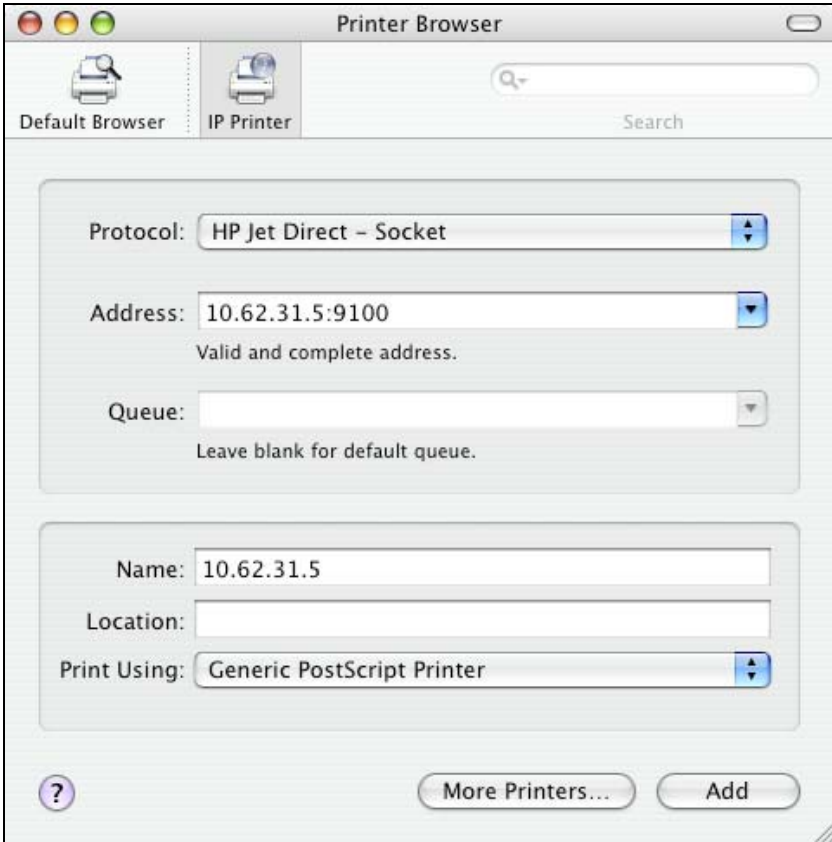 Printer Browser
Default Browser
IP Printer
Search
Protocol: HP Jet Direct – Socket
Address: 10.62.31.5:9100
Valid and complete address.
Queue:
Leave blank for default queue.
Name: 10.62.31.5
Location:
Print Using: Generic PostScript Printer
? More Printers... Add